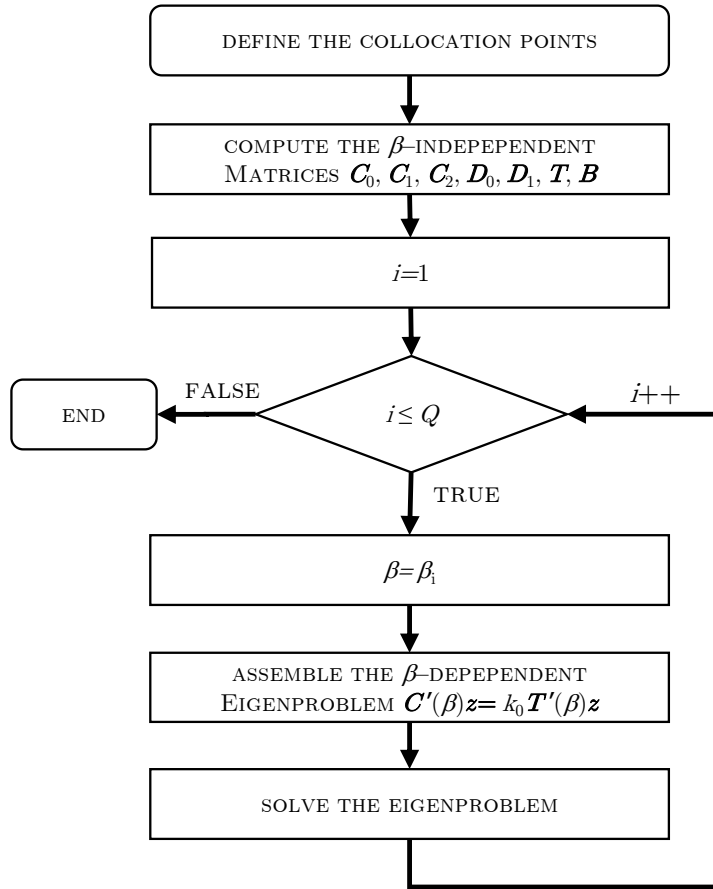 DEFINE THE COLLOCATION POINTS
COMPUTE THE β–INDEPEPENDENT
MATRICES C₀, C₁, C₂, D₀, D₁, T, B
i=1
i ≤ Q
FALSE
END
i++
TRUE
β=βᵢ
ASSEMBLE THE β–DEPEPENDENT
EIGENPROBLEM C′(β)z= k₀T′(β)z
SOLVE THE EIGENPROBLEM